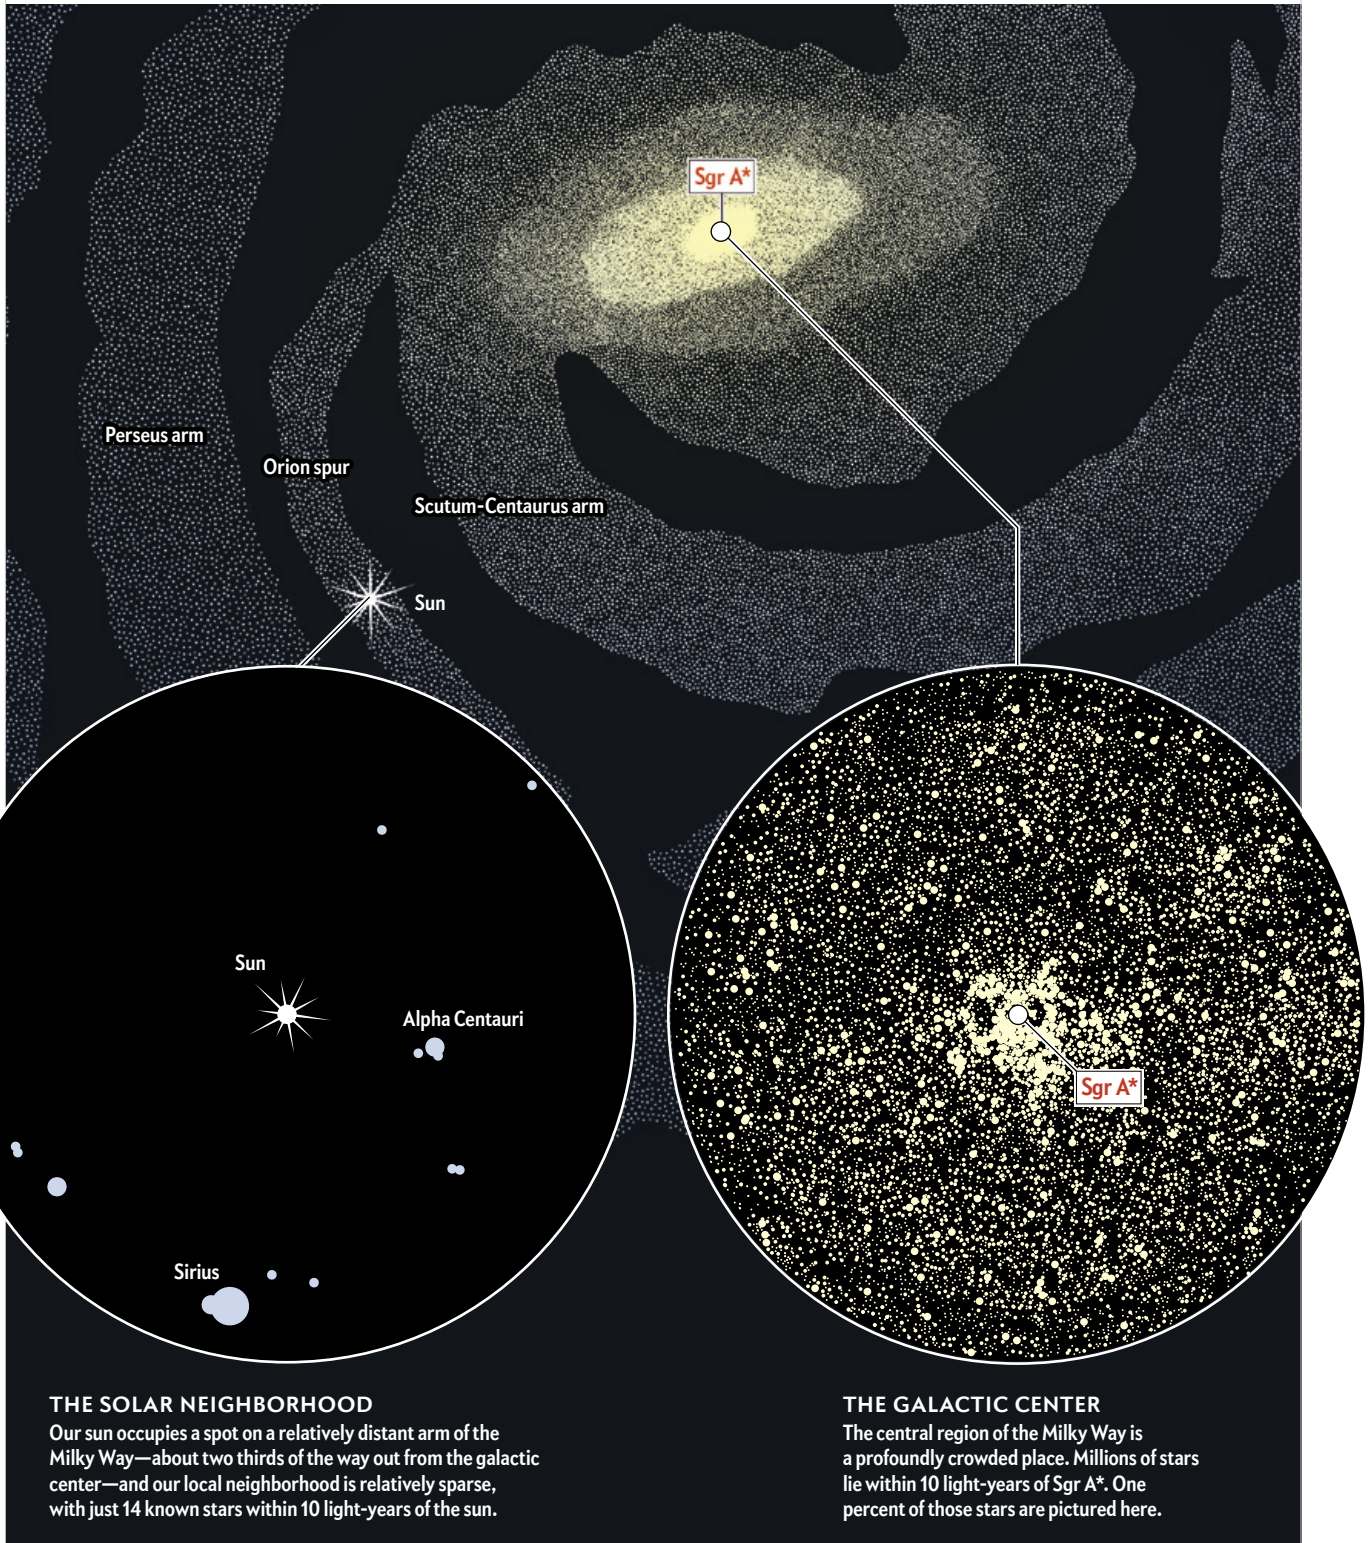 Sgr A*
Perseus arm
Orion spur
Scutum-Centaurus arm
Sun
Sun
Alpha Centauri
Sgr A*
Sirius
THE SOLAR NEIGHBORHOOD
Our sun occupies a spot on a relatively distant arm of the
Milky Way—about two thirds of the way out from the galactic
center—and our local neighborhood is relatively sparse,
with just 14 known stars within 10 light-years of the sun.
THE GALACTIC CENTER
The central region of the Milky Way is
a profoundly crowded place. Millions of stars
lie within 10 light-years of Sgr A*. One
percent of those stars are pictured here.